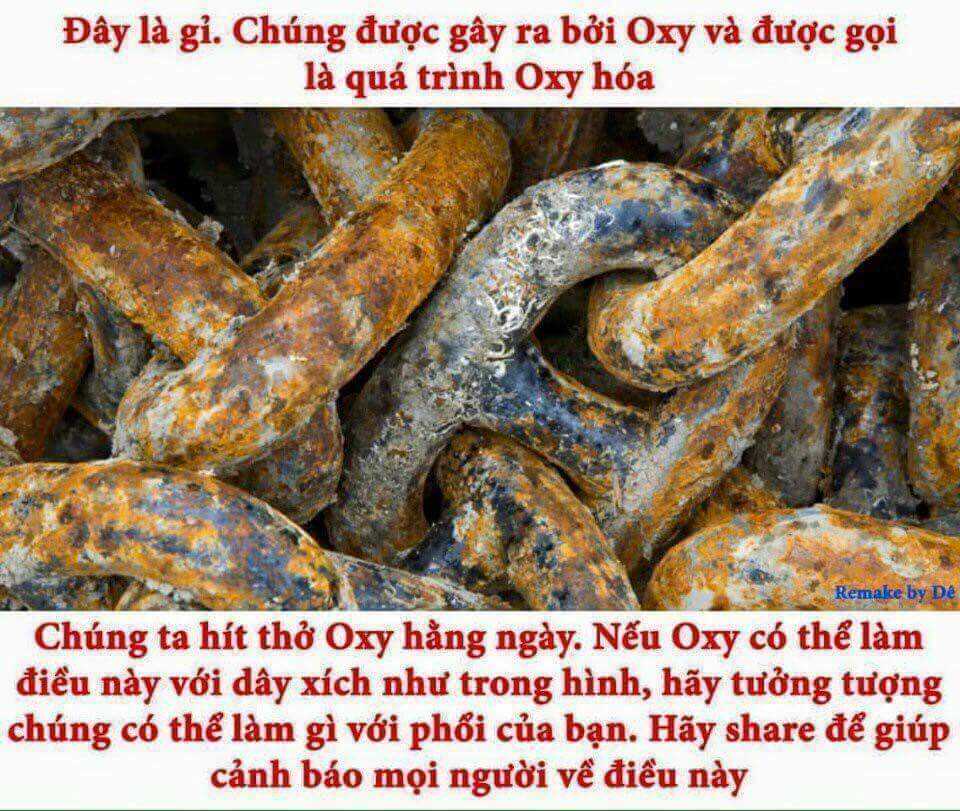 Đây là gỉ. Chúng được gây ra bởi Oxy và được gọi
là quá trình Oxy hóa
Remake by Dê
Chúng ta hít thở Oxy hằng ngày. Nếu Oxy có thể làm
điều này với dây xích như trong hình, hãy tưởng tượng
chúng có thể làm gì với phổi của bạn. Hãy share để giúp
cảnh báo mọi người về điều này